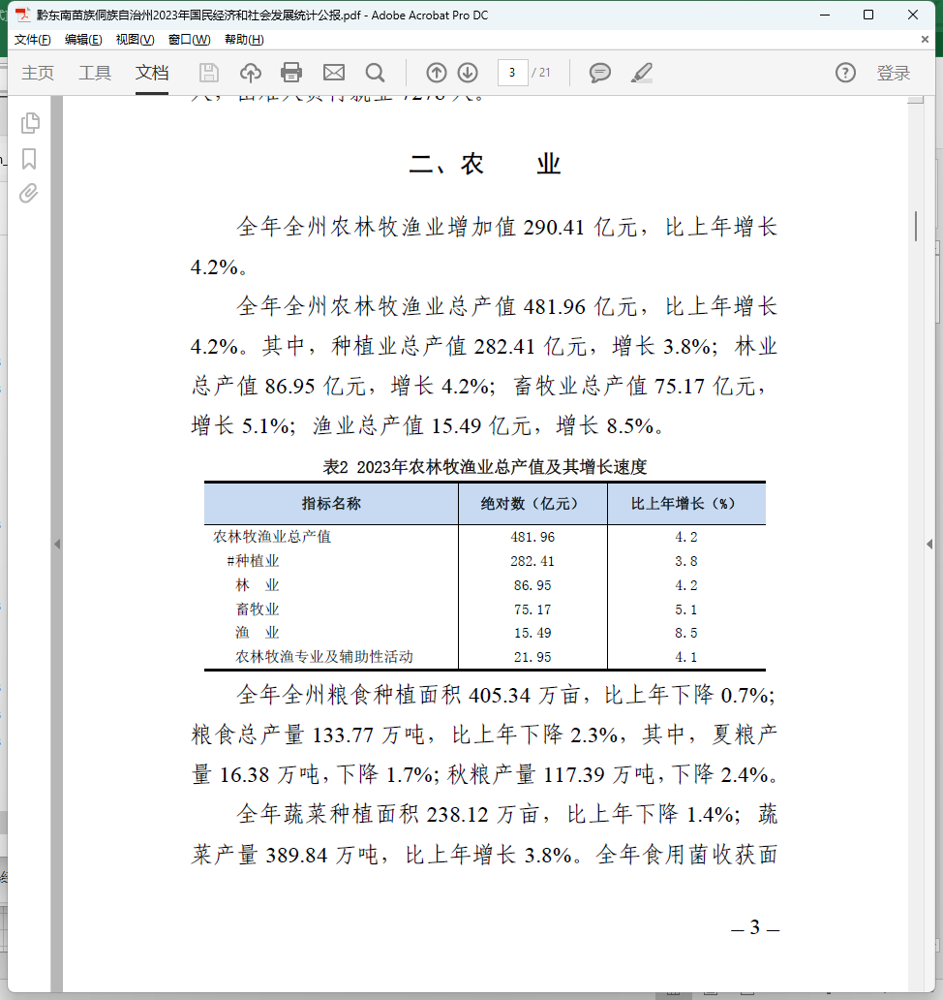 黔东南苗族侗族自治州2023年国民经济和社会发展统计公报.pdf - Adobe Acrobat Pro DC
文件(F) 编辑(E) 视图(V) 窗口(W) 帮助(H)
主页 工具 文档 3 / 21 登录
二、农 业
全年全州农林牧渔业增加值 290.41 亿元，比上年增长
4.2%。
全年全州农林牧渔业总产值 481.96 亿元，比上年增长
4.2%。其中，种植业总产值 282.41 亿元，增长 3.8%；林业
总产值 86.95 亿元，增长 4.2%；畜牧业总产值 75.17 亿元，
增长 5.1%；渔业总产值 15.49 亿元，增长 8.5%。
表2 2023年农林牧渔业总产值及其增长速度
指标名称 绝对数（亿元） 比上年增长（%）
农林牧渔业总产值 481.96 4.2
#种植业 282.41 3.8
林 业 86.95 4.2
畜牧业 75.17 5.1
渔 业 15.49 8.5
农林牧渔专业及辅助性活动 21.95 4.1
全年全州粮食种植面积 405.34 万亩，比上年下降 0.7%；
粮食总产量 133.77 万吨，比上年下降 2.3%，其中，夏粮产
量 16.38 万吨，下降 1.7%；秋粮产量 117.39 万吨，下降 2.4%。
全年蔬菜种植面积 238.12 万亩，比上年下降 1.4%；蔬
菜产量 389.84 万吨，比上年增长 3.8%。全年食用菌收获面
— 3 —